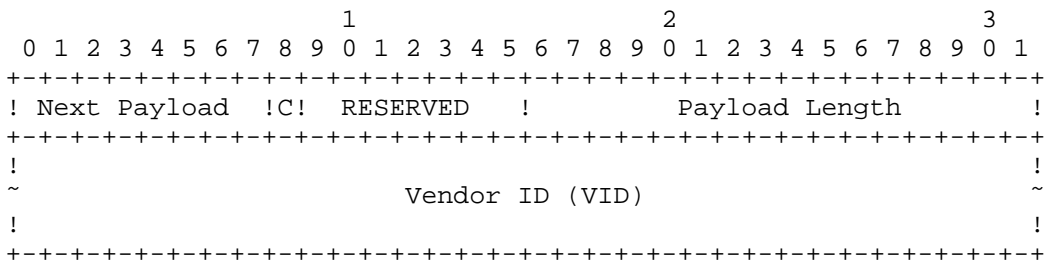 1                   2                   3
 0 1 2 3 4 5 6 7 8 9 0 1 2 3 4 5 6 7 8 9 0 1 2 3 4 5 6 7 8 9 0 1
+-+-+-+-+-+-+-+-+-+-+-+-+-+-+-+-+-+-+-+-+-+-+-+-+-+-+-+-+-+-+-+-+
! Next Payload  !C!  RESERVED   !         Payload Length        !
+-+-+-+-+-+-+-+-+-+-+-+-+-+-+-+-+-+-+-+-+-+-+-+-+-+-+-+-+-+-+-+-+
!                                                               !
~                        Vendor ID (VID)                        ~
!                                                               !
+-+-+-+-+-+-+-+-+-+-+-+-+-+-+-+-+-+-+-+-+-+-+-+-+-+-+-+-+-+-+-+-+